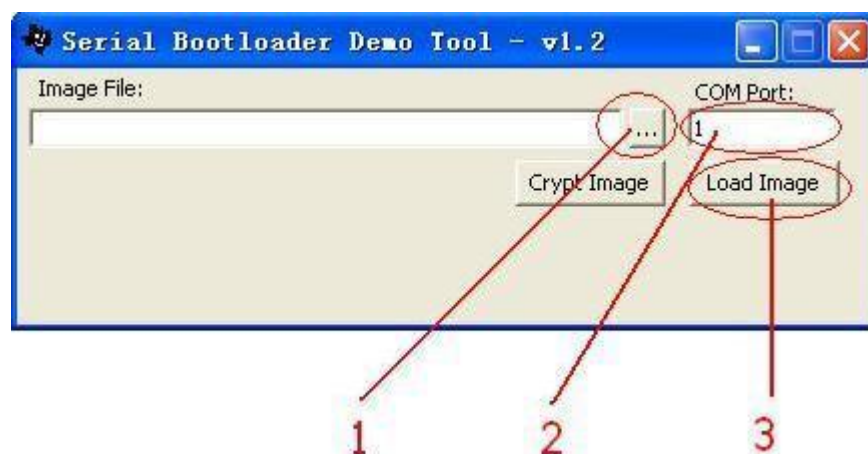 Serial Bootloader Demo Tool - v1.2
Image File:
COM Port:
...
1
Crypt Image
Load Image
1
2
3